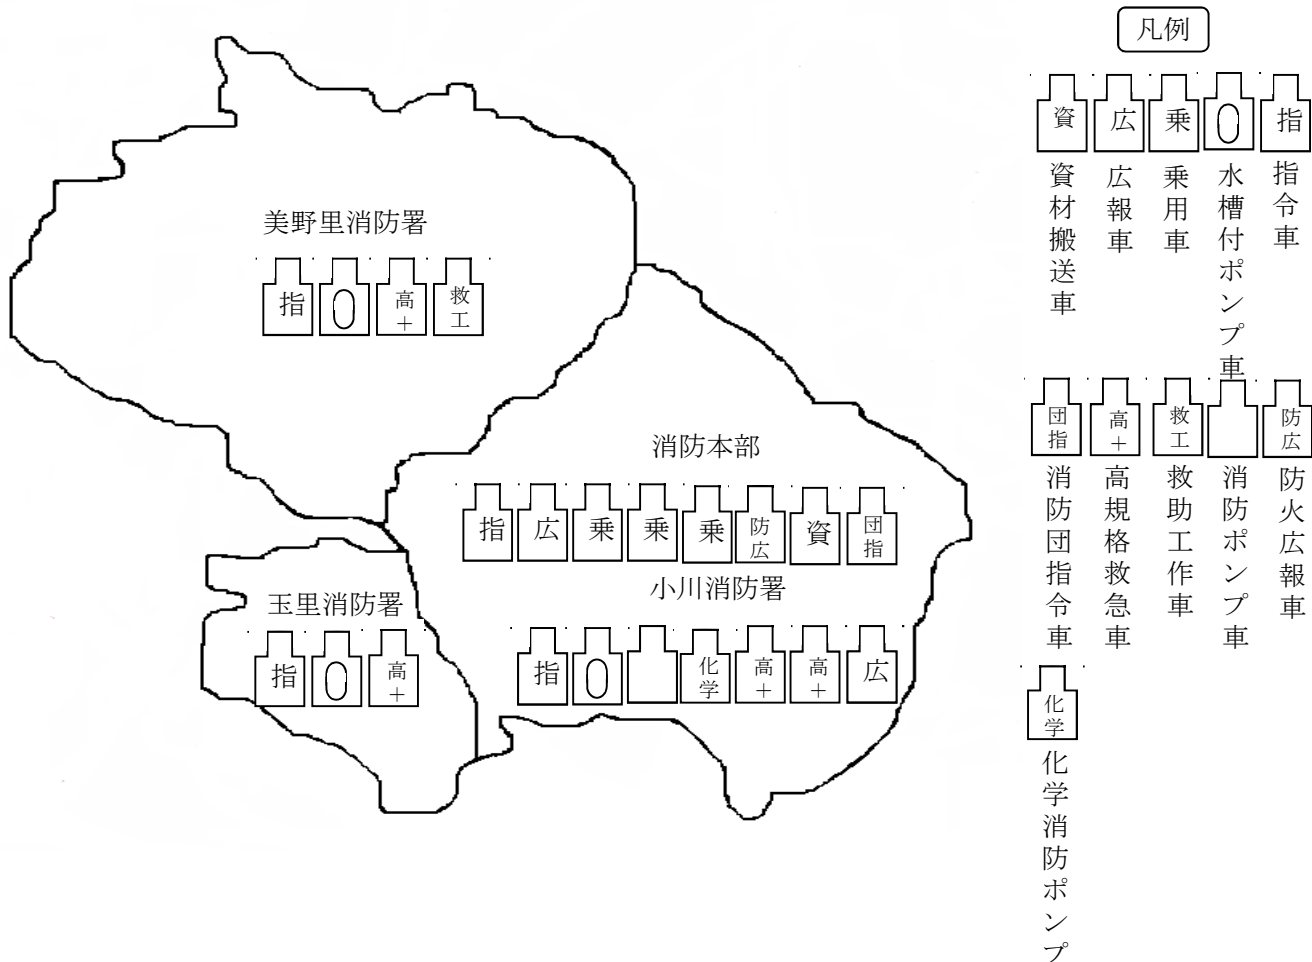 凡例
資 広 乗 指
資材搬送車
広報車
乗用車
水槽付ポンプ車
指令車
美野里消防署
指 高+ 救工
団指 高+ 救工 防広
消防団指令車
高規格救急車
救助工作車
消防ポンプ車
防火広報車
消防本部
指 広 乗 乗 乗 防広 資 団指
小川消防署
指 化学 高+ 高+ 広
玉里消防署
指 高+
化学
化学消防ポンプ